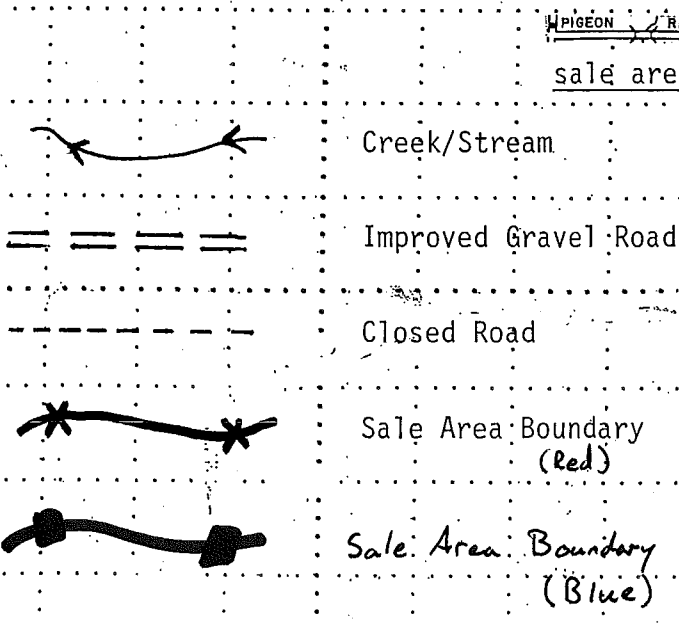 PIGEON R
sale are
Creek/Stream
Improved Gravel Road
Closed Road
Sale Area Boundary
(Red)
Sale Area Boundary
(Blue)